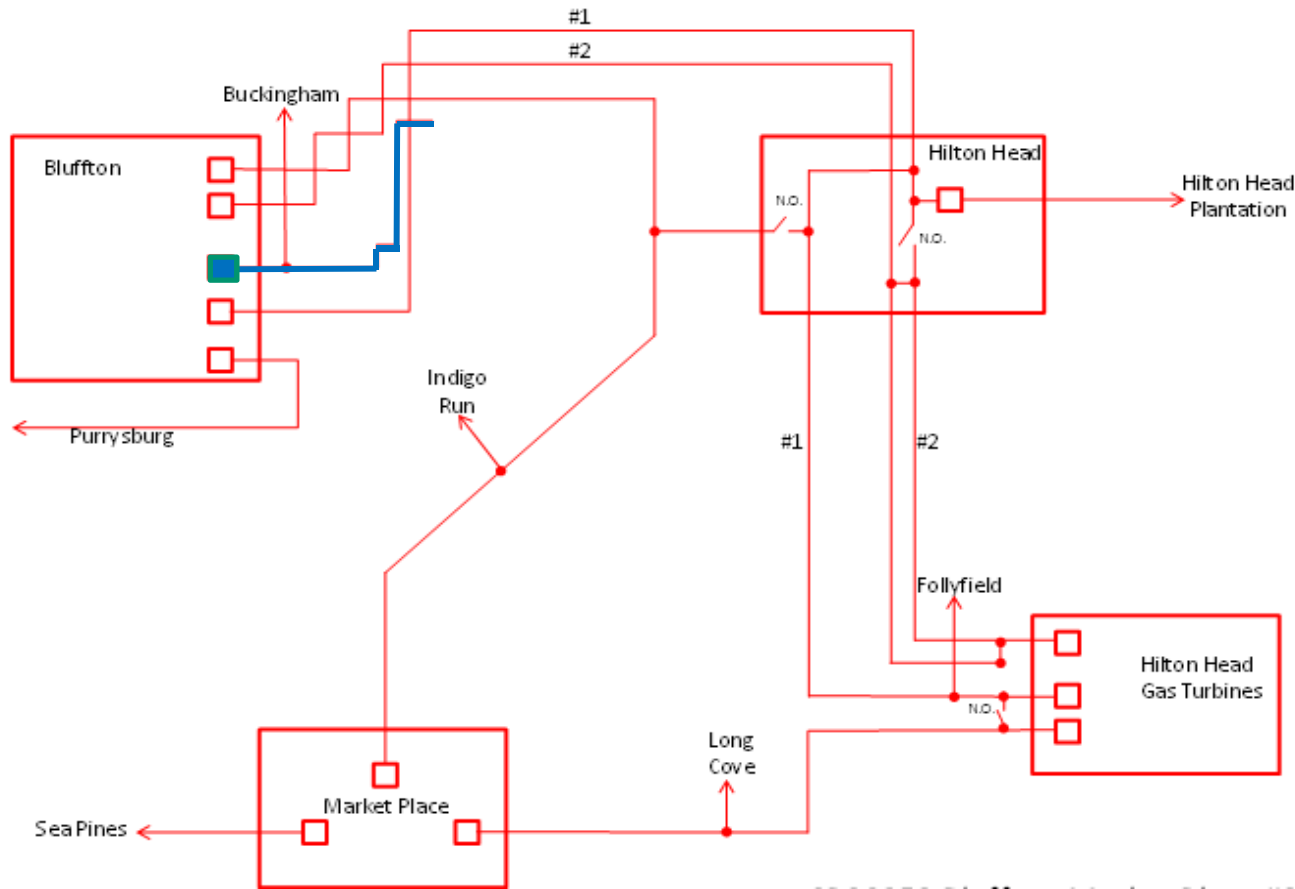 #1
#2
Buckingham
Bluffton
Hilton Head
Hilton Head
Plantation
N.O.
N.O.
Indigo
Run
Purrysburg
#1
#2
Follyfield
Hilton Head
Gas Turbines
N.O.
Long
Cove
Market Place
Sea Pines